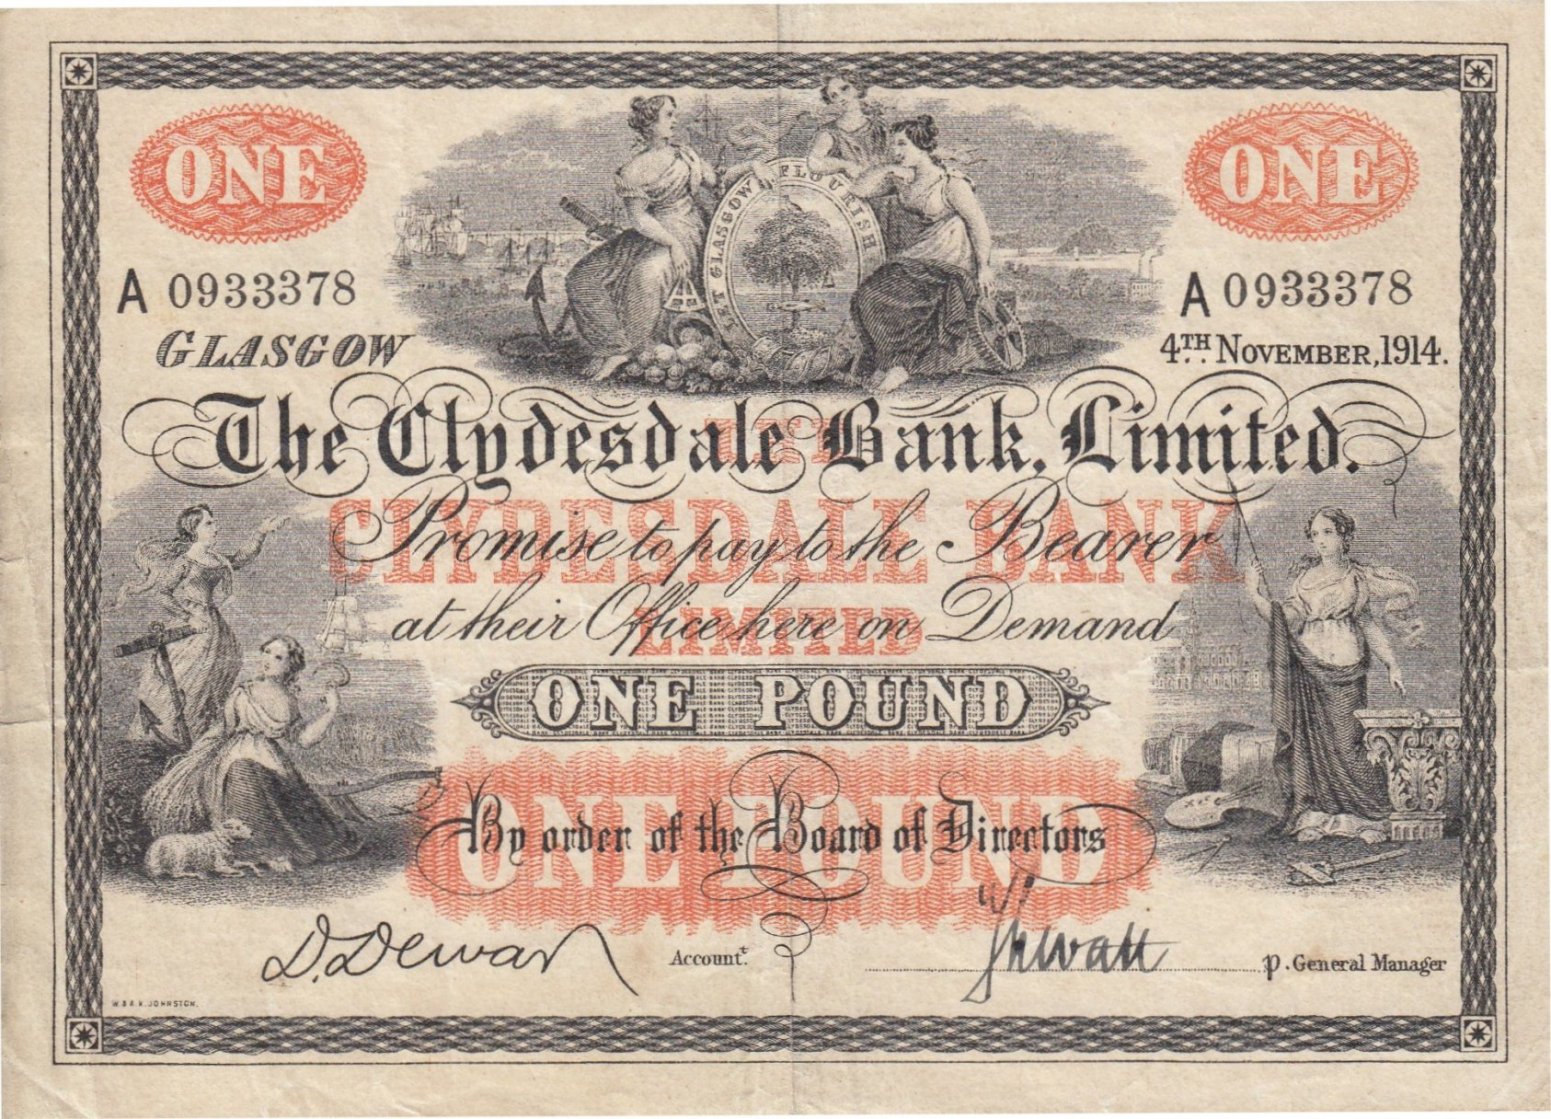 ONE
ONE
LET GLASGOW FLOURISH
A 0933378
A 0933378
GLASGOW
4TH NOVEMBER, 1914.
The Clydesdale Bank, Limited.
THE
CLYDESDALE BANK
LIMITED
Promise to pay to the Bearer
at their Office here on Demand
ONE POUND
ONE POUND
By order of the Board of Directors
D. Dewar
Accountt.
p. General Manager
W. & A. K. JOHNSTON.